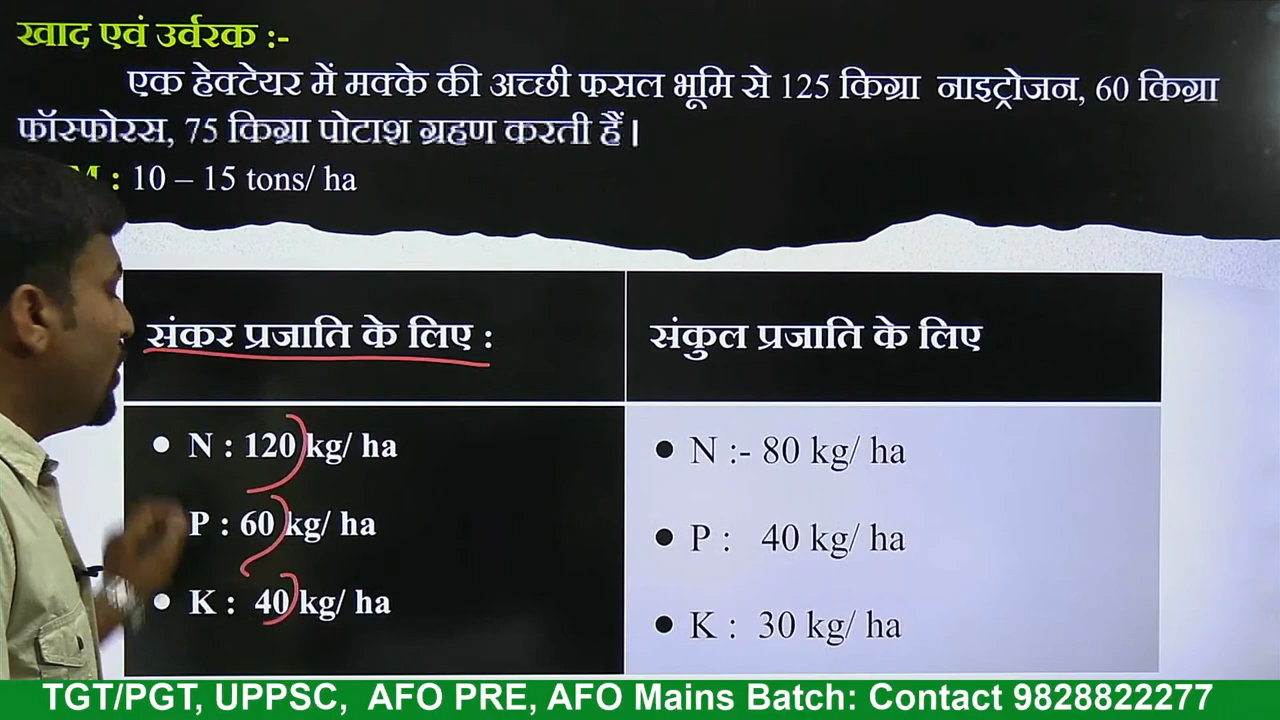 खाद एवं उर्वरक :-
एक हेक्टेयर में मक्के की अच्छी फसल भूमि से 125 किग्रा नाइट्रोजन, 60 किग्रा
फॉस्फोरस, 75 किग्रा पोटाश ग्रहण करती हैं।
M : 10 – 15 tons/ ha
संकर प्रजाति के लिए :
संकुल प्रजाति के लिए
• N : 120 kg/ ha
P : 60 kg/ ha
• K : 40 kg/ ha
• N :- 80 kg/ ha
• P : 40 kg/ ha
• K : 30 kg/ ha
TGT/PGT, UPPSC, AFO PRE, AFO Mains Batch: Contact 9828822277